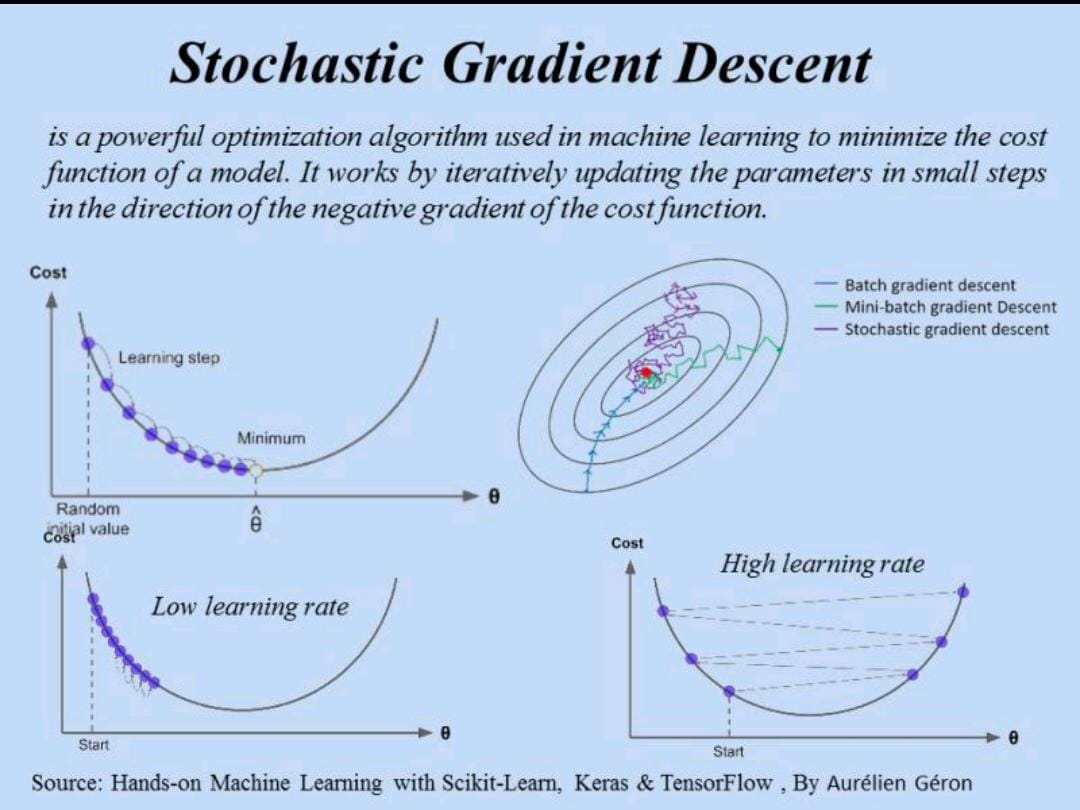 Stochastic Gradient Descent
is a powerful optimization algorithm used in machine learning to minimize the cost
function of a model. It works by iteratively updating the parameters in small steps
in the direction of the negative gradient of the cost function.
Cost
Learning step
Minimum
θ
Random
initial value
θ̂
Batch gradient descent
Mini-batch gradient Descent
Stochastic gradient descent
Cost
Low learning rate
Start
θ
Cost
High learning rate
Start
θ
Source: Hands-on Machine Learning with Scikit-Learn, Keras & TensorFlow , By Aurélien Géron